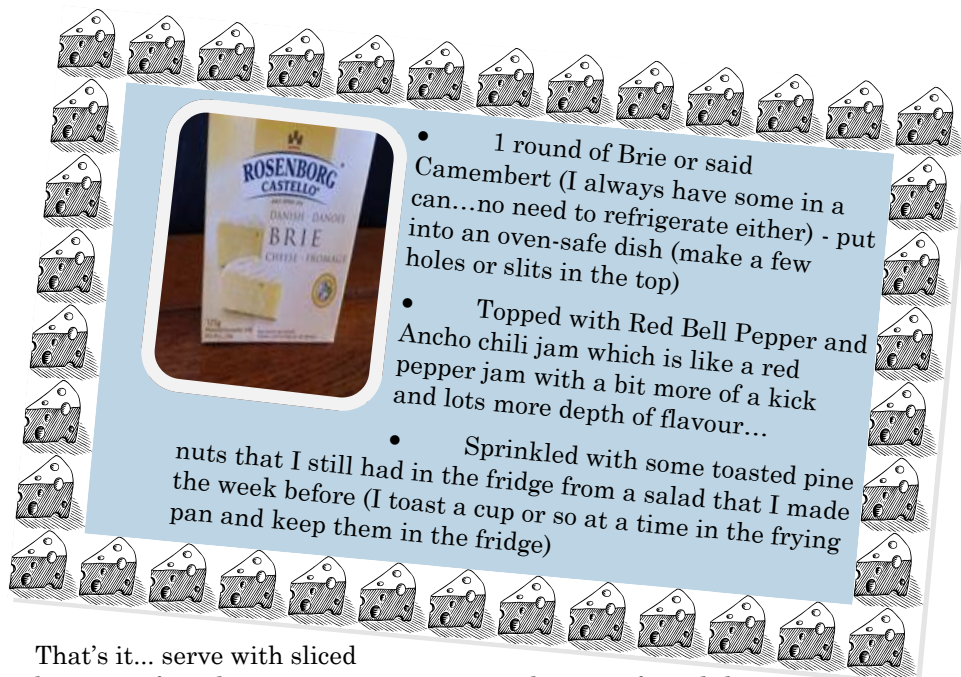 ROSENBORG
CASTELLO
DANISH - DANOIS
BRIE
CHEESE - FROMAGE
• 1 round of Brie or said
Camembert (I always have some in a
can…no need to refrigerate either) - put
into an oven-safe dish (make a few
holes or slits in the top)
• Topped with Red Bell Pepper and
Ancho chili jam which is like a red
pepper jam with a bit more of a kick
and lots more depth of flavour…
• Sprinkled with some toasted pine
nuts that I still had in the fridge from a salad that I made
the week before (I toast a cup or so at a time in the frying
pan and keep them in the fridge)
That's it... serve with sliced